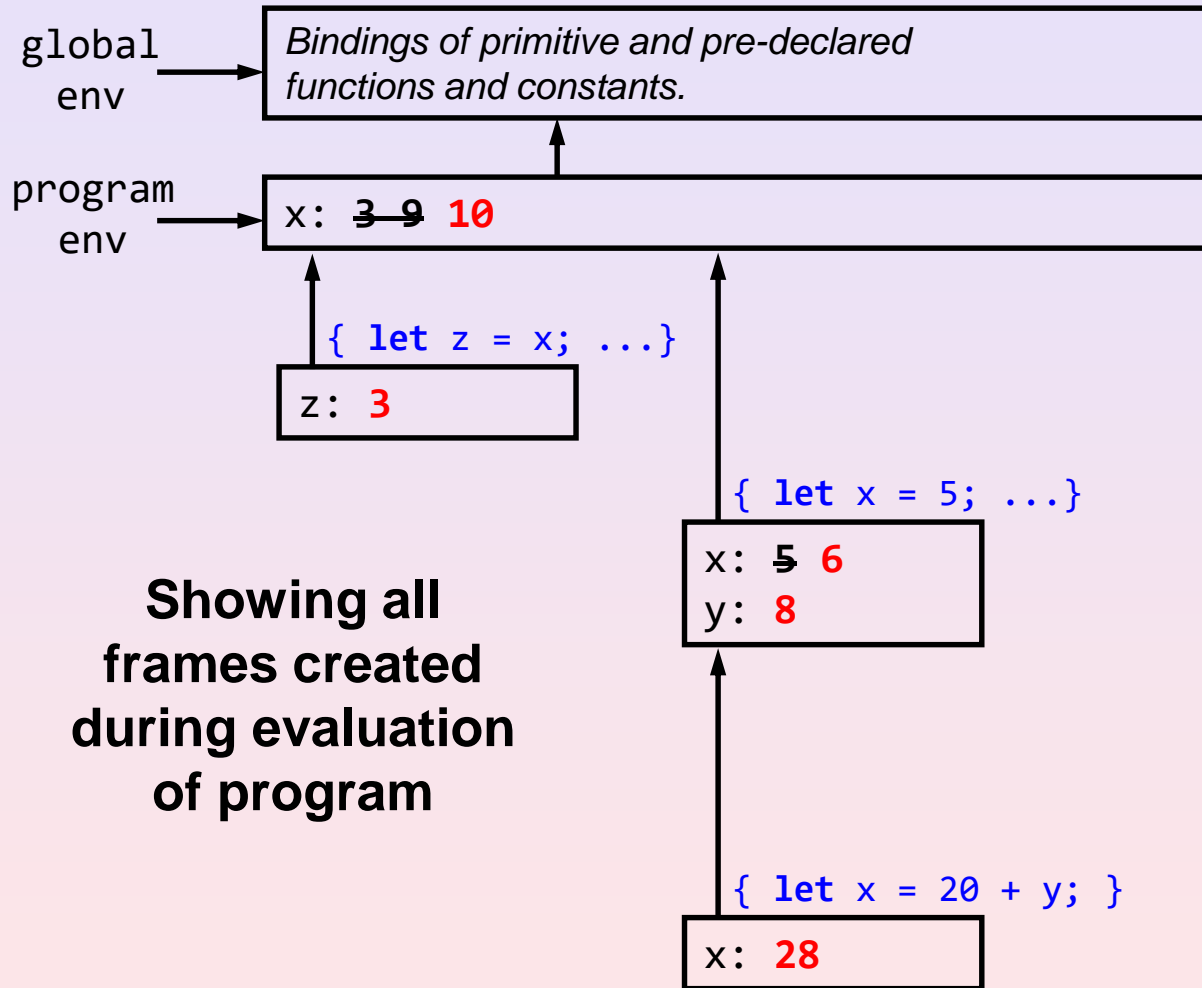 global
env
Bindings of primitive and pre-declared
functions and constants.
program
env
x: 3 9 10
{ let z = x; ...}
z: 3
{ let x = 5; ...}
x: 5 6
y: 8
Showing all
frames created
during evaluation
of program
{ let x = 20 + y; }
x: 28